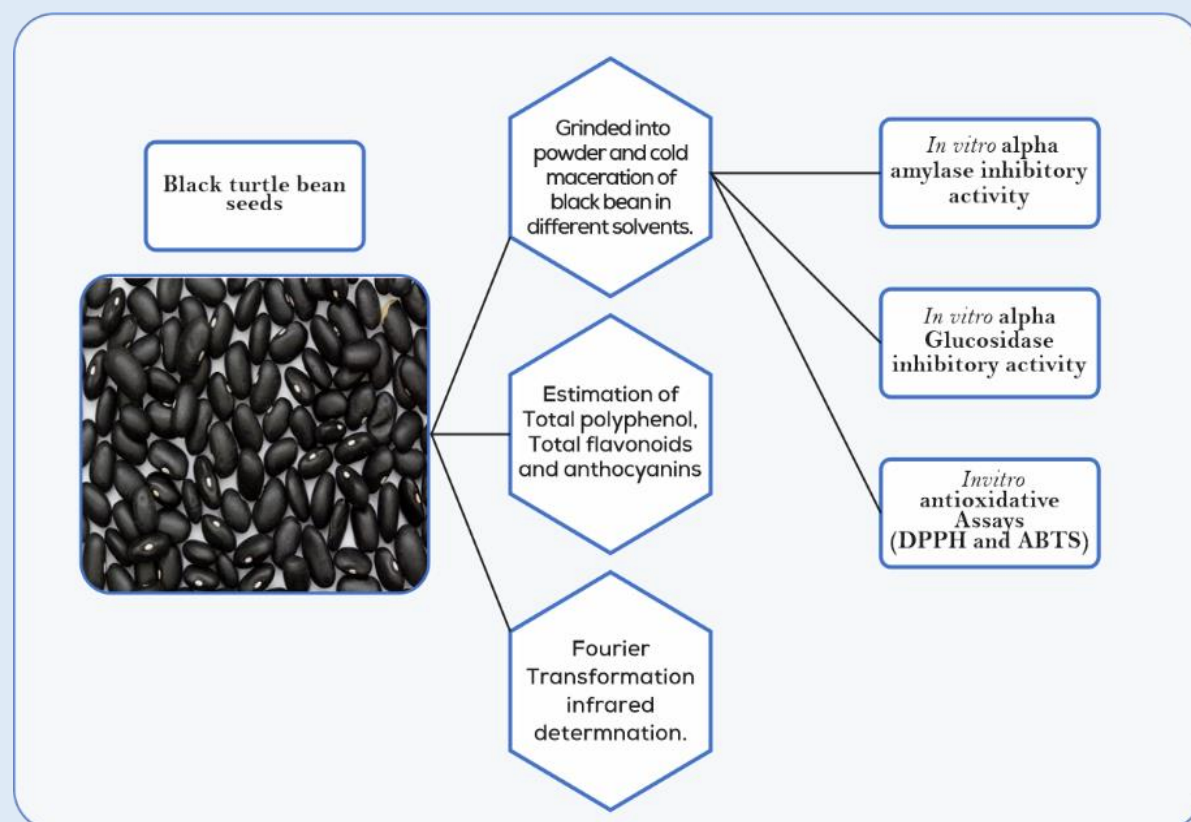 Black turtle bean
seeds
Grinded into
powder and cold
maceration of
black bean in
different solvents.
Estimation of
Total polyphenol,
Total flavonoids
and anthocyanins
Fourier
Transformation
infrared
determnation.
In vitro alpha
amylase inhibitory
activity
In vitro alpha
Glucosidase
inhibitory activity
Invitro
antioxidative
Assays
(DPPH and ABTS)